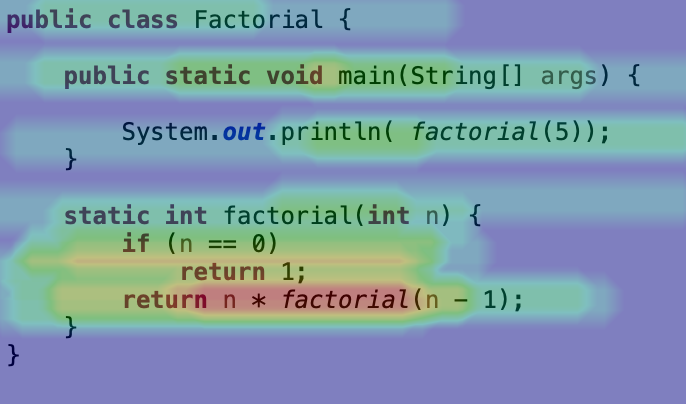 public class Factorial {
public static void main(String[] args) {
System.out.println( factorial(5));
}
static int factorial(int n) {
if (n == 0)
return 1;
return n * factorial(n - 1);
}
}